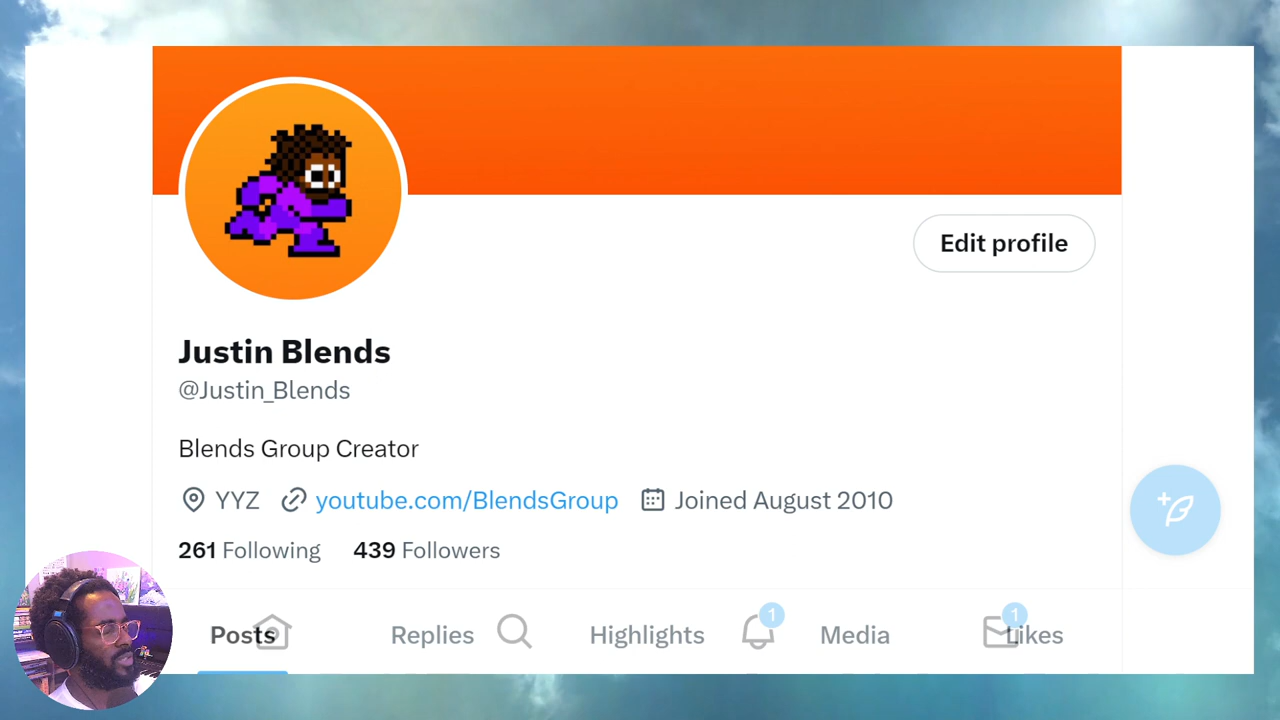 Edit profile
Justin Blends
@Justin_Blends
Blends Group Creator
YYZ youtube.com/BlendsGroup Joined August 2010
261 Following 439 Followers
1 1
Posts Replies Highlights Media Likes